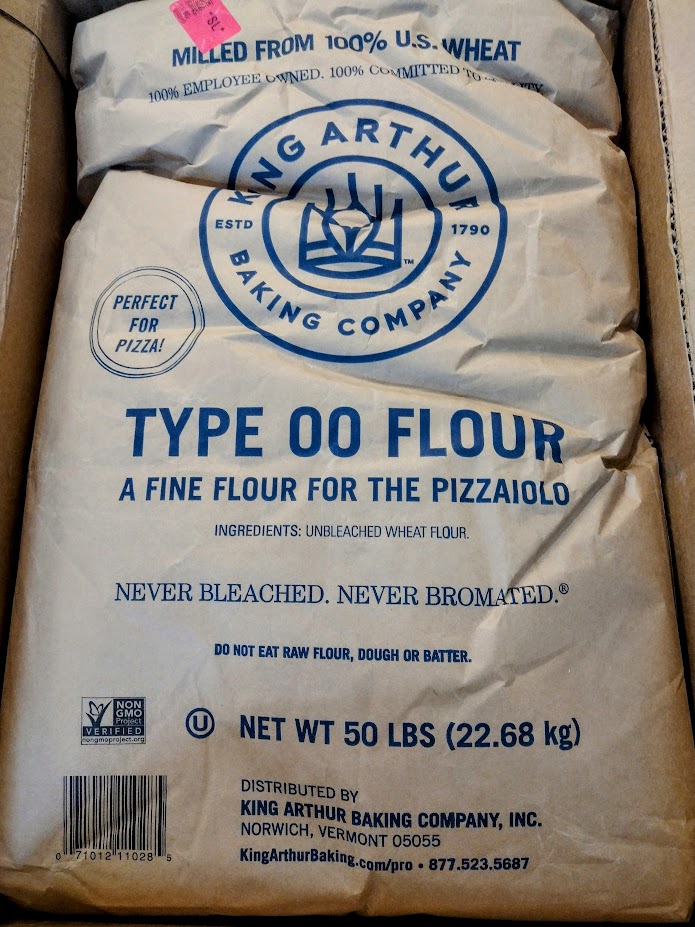 "SL"
MILLED FROM 100% U.S. WHEAT
100% EMPLOYEE OWNED. 100% COMMITTED TO
KING ARTHUR
ESTD 1790
BAKING COMPANY
TM
PERFECT
FOR
PIZZA!
TYPE 00 FLOUR
A FINE FLOUR FOR THE PIZZAIOLO
INGREDIENTS: UNBLEACHED WHEAT FLOUR.
NEVER BLEACHED. NEVER BROMATED.®
DO NOT EAT RAW FLOUR, DOUGH OR BATTER.
NON
GMO
Project
VERIFIED
nongmoproject.org
U
NET WT 50 LBS (22.68 kg)
DISTRIBUTED BY
KING ARTHUR BAKING COMPANY, INC.
NORWICH, VERMONT 05055
KingArthurBaking.com/pro • 877.523.5687
0 71012 11028 5